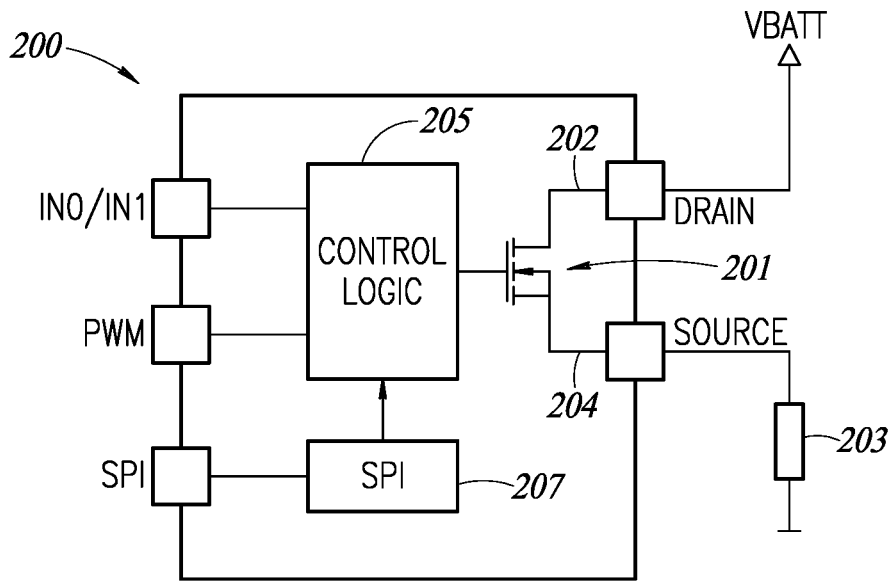 200
VBATT
205
202
IN0/IN1
DRAIN
CONTROL
LOGIC
201
PWM
SOURCE
204
203
SPI
SPI
207